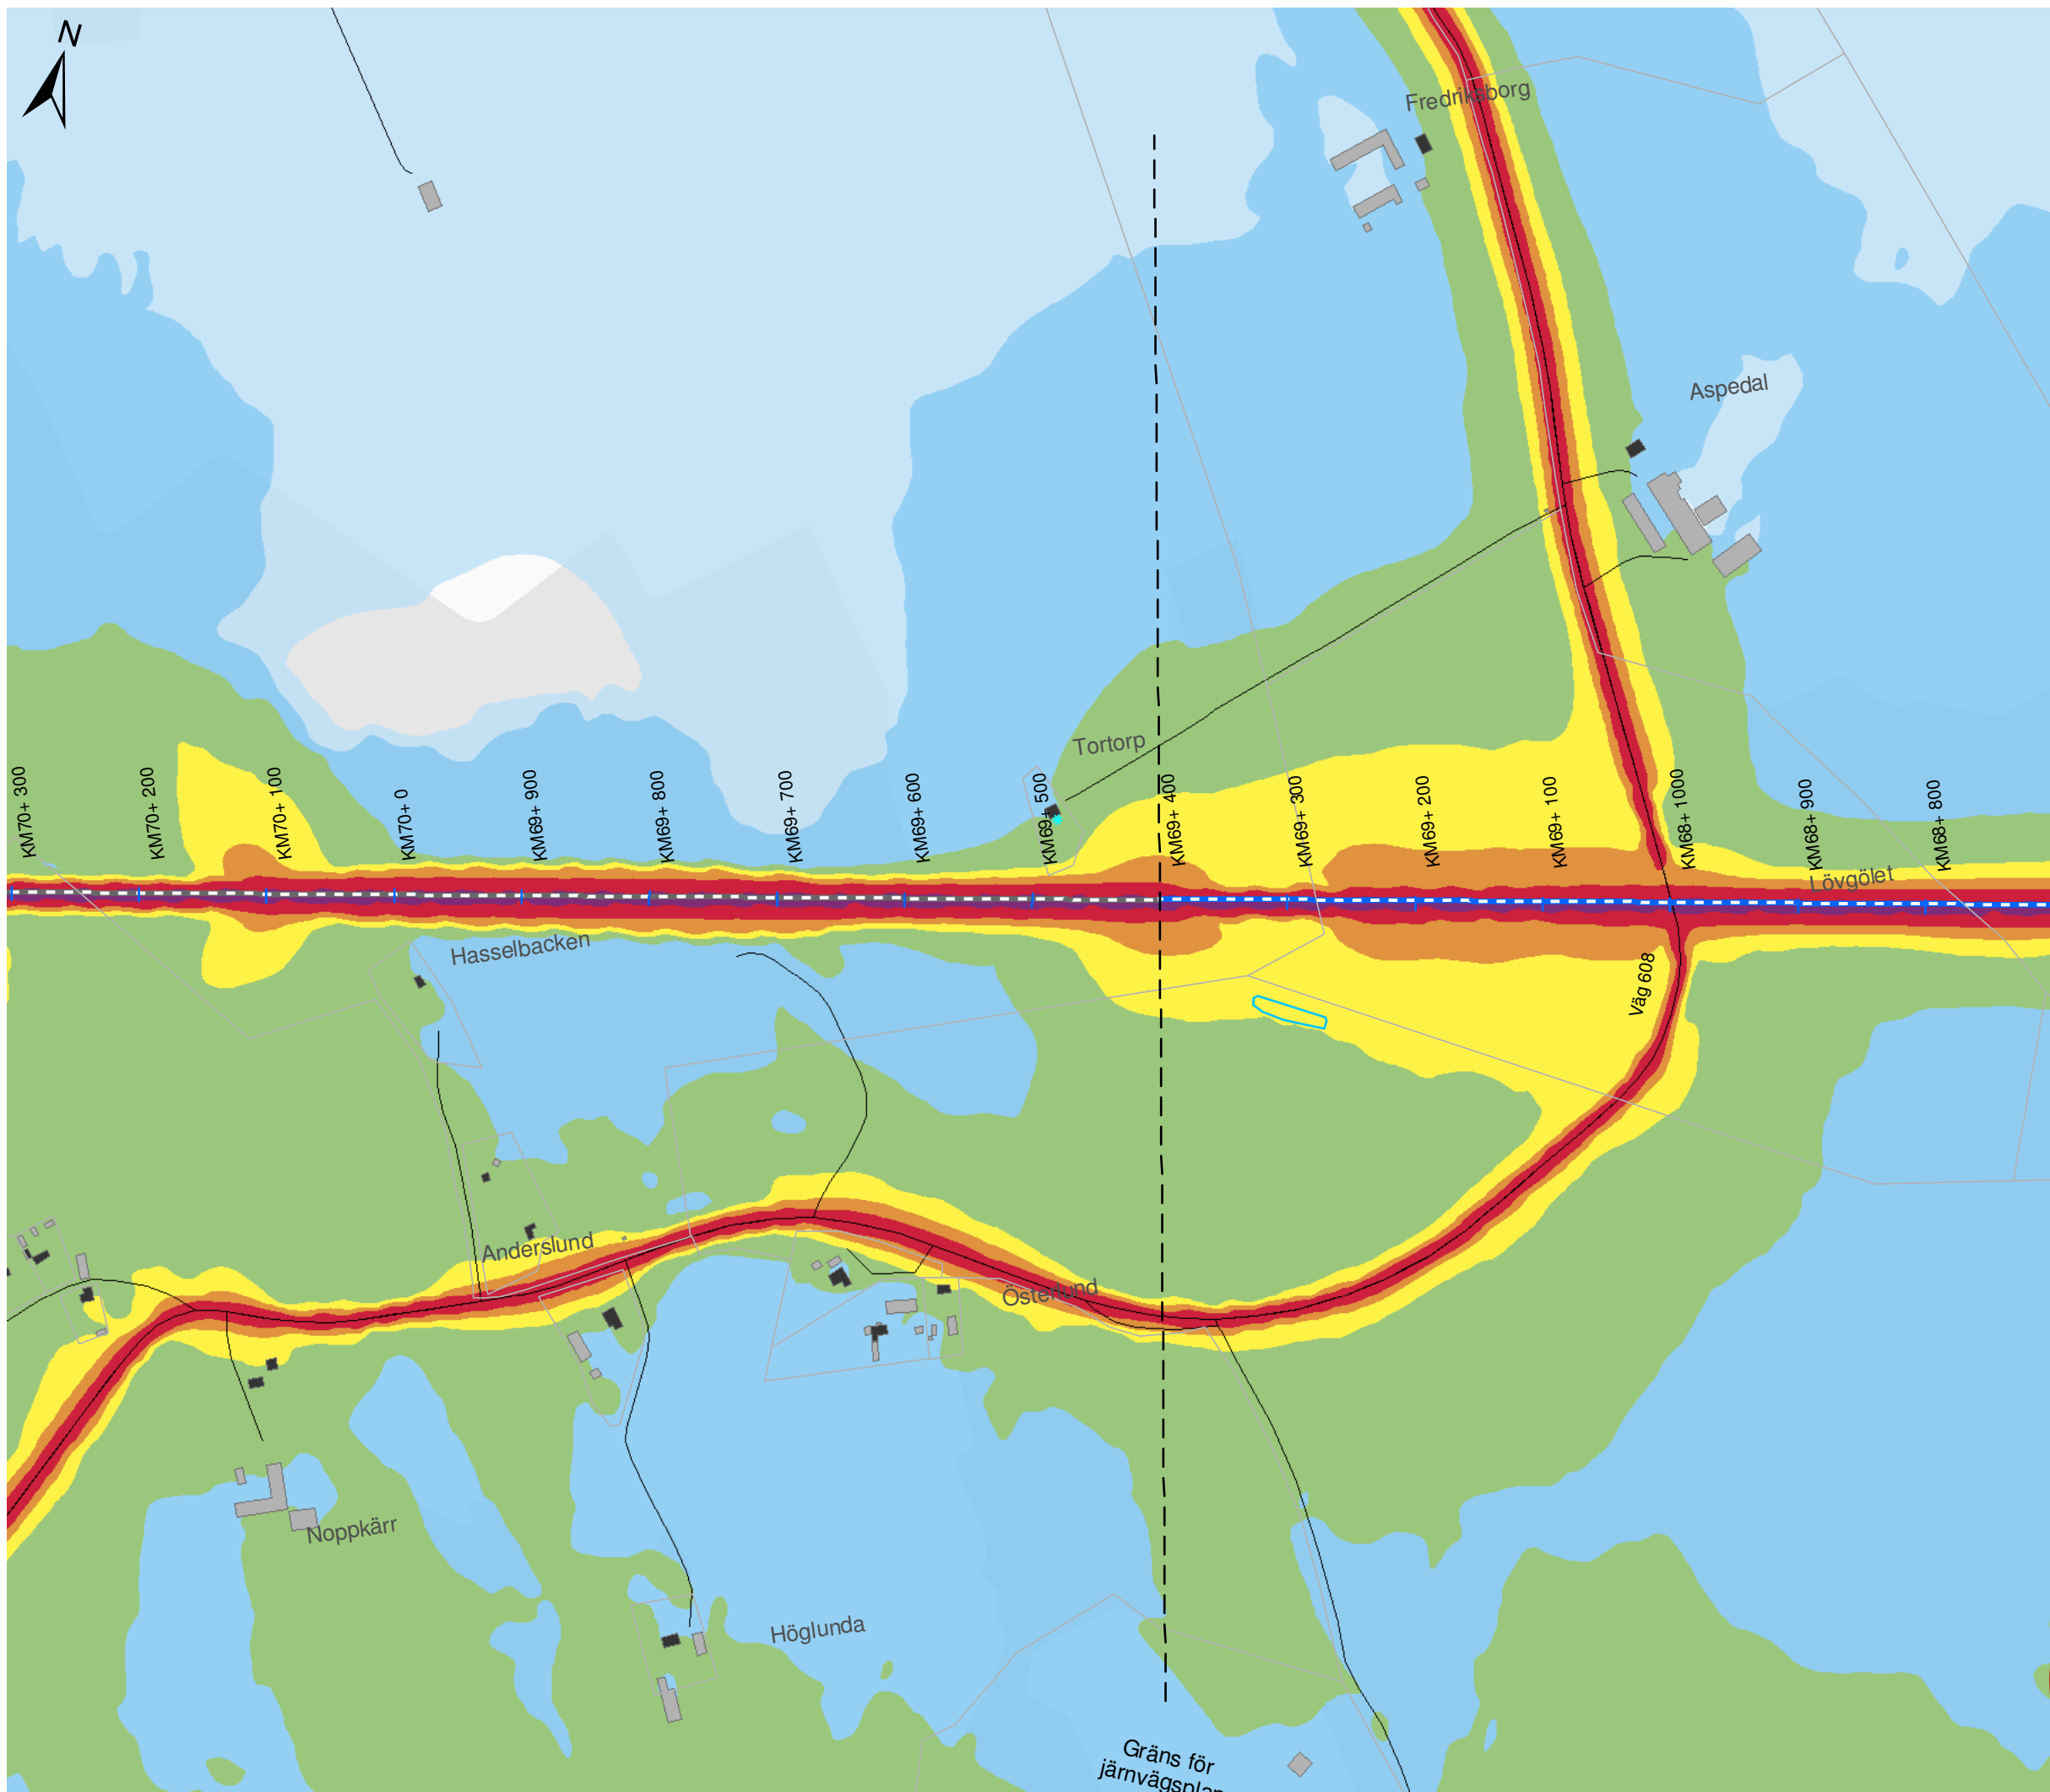 N
Fredriksborg
Aspedal
Tortorp
KM70+ 300
KM70+ 200
KM70+ 100
KM70+ 0
KM69+ 900
KM69+ 800
KM69+ 700
KM69+ 600
KM69+ 500
KM69+ 400
KM69+ 300
KM69+ 200
KM69+ 100
KM68+ 1000
KM68+ 900
KM68+ 800
Lövgölet
Hasselbacken
Väg 608
Anderslund
Österlund
Noppkärr
Höglunda
Gräns för
järnvägsplan